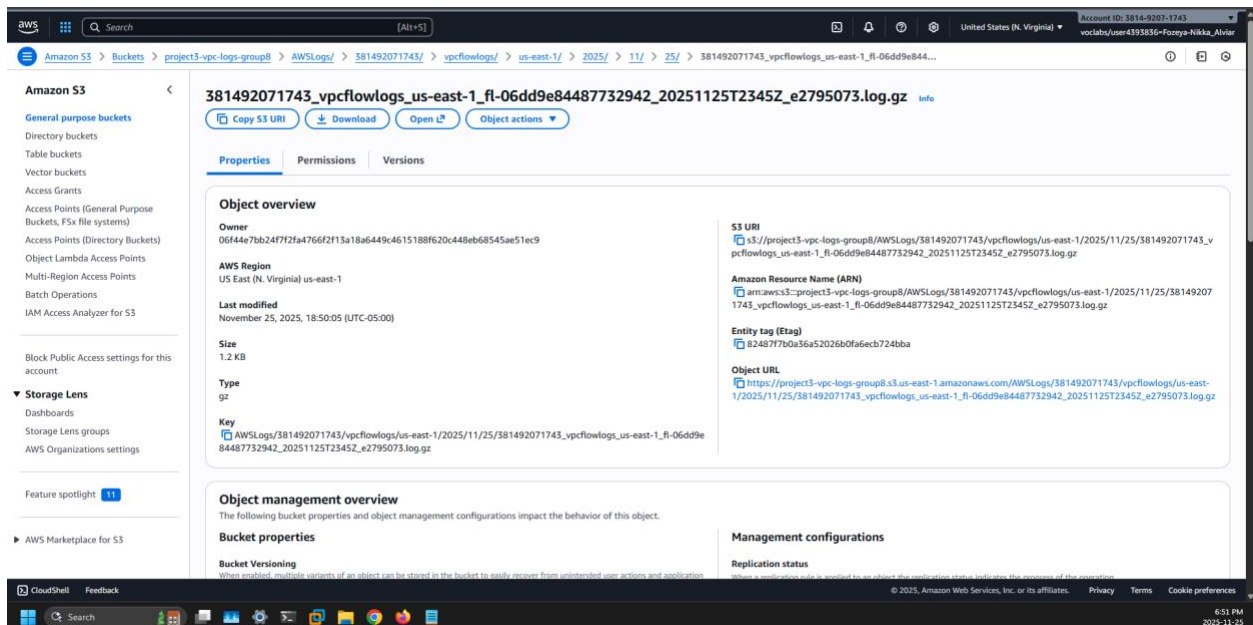 aws
Search
[Alt+S]
United States (N. Virginia)
Account ID: 3814-9207-1743
voclabs/user4393836=Fozeya-Nikka_Alviar
Amazon S3 > Buckets > project3-vpc-logs-group8 > AWSLogs/ > 381492071743/ > vpcflowlogs/ > us-east-1/ > 2025/ > 11/ > 25/ > 381492071743_vpcflowlogs_us-east-1_fl-06dd9e844...
Amazon S3
General purpose buckets
Directory buckets
Table buckets
Vector buckets
Access Grants
Access Points (General Purpose
Buckets, FSx file systems)
Access Points (Directory Buckets)
Object Lambda Access Points
Multi-Region Access Points
Batch Operations
IAM Access Analyzer for S3
Block Public Access settings for this
account
Storage Lens
Dashboards
Storage Lens groups
AWS Organizations settings
Feature spotlight 11
AWS Marketplace for S3
381492071743_vpcflowlogs_us-east-1_fl-06dd9e84487732942_20251125T2345Z_e2795073.log.gz Info
Copy S3 URI
Download
Open
Object actions
Properties
Permissions
Versions
Object overview
Owner
06f44e7bb24f7f2fa4766f2f13a18a6449c4615188f620c448eb68545ae51ec9
AWS Region
US East (N. Virginia) us-east-1
Last modified
November 25, 2025, 18:50:05 (UTC-05:00)
Size
1.2 KB
Type
gz
Key
AWSLogs/381492071743/vpcflowlogs/us-east-1/2025/11/25/381492071743_vpcflowlogs_us-east-1_fl-06dd9e
84487732942_20251125T2345Z_e2795073.log.gz
S3 URI
s3://project3-vpc-logs-group8/AWSLogs/381492071743/vpcflowlogs/us-east-1/2025/11/25/381492071743_v
pcflowlogs_us-east-1_fl-06dd9e84487732942_20251125T2345Z_e2795073.log.gz
Amazon Resource Name (ARN)
arn:aws:s3:::project3-vpc-logs-group8/AWSLogs/381492071743/vpcflowlogs/us-east-1/2025/11/25/38149207
1743_vpcflowlogs_us-east-1_fl-06dd9e84487732942_20251125T2345Z_e2795073.log.gz
Entity tag (Etag)
82487f7b0a36a52026b0fa6ecb724bba
Object URL
https://project3-vpc-logs-group8.s3.us-east-1.amazonaws.com/AWSLogs/381492071743/vpcflowlogs/us-east-
1/2025/11/25/381492071743_vpcflowlogs_us-east-1_fl-06dd9e84487732942_20251125T2345Z_e2795073.log.gz
Object management overview
The following bucket properties and object management configurations impact the behavior of this object.
Bucket properties
Bucket Versioning
When enabled, multiple variants of an object can be stored in the bucket to easily recover from unintended user actions and application
Management configurations
Replication status
When a replication rule is applied to an object the replication status indicates the progress of the operation.
CloudShell
Feedback
© 2025, Amazon Web Services, Inc. or its affiliates.
Privacy
Terms
Cookie preferences
Search
6:51 PM
2025-11-25